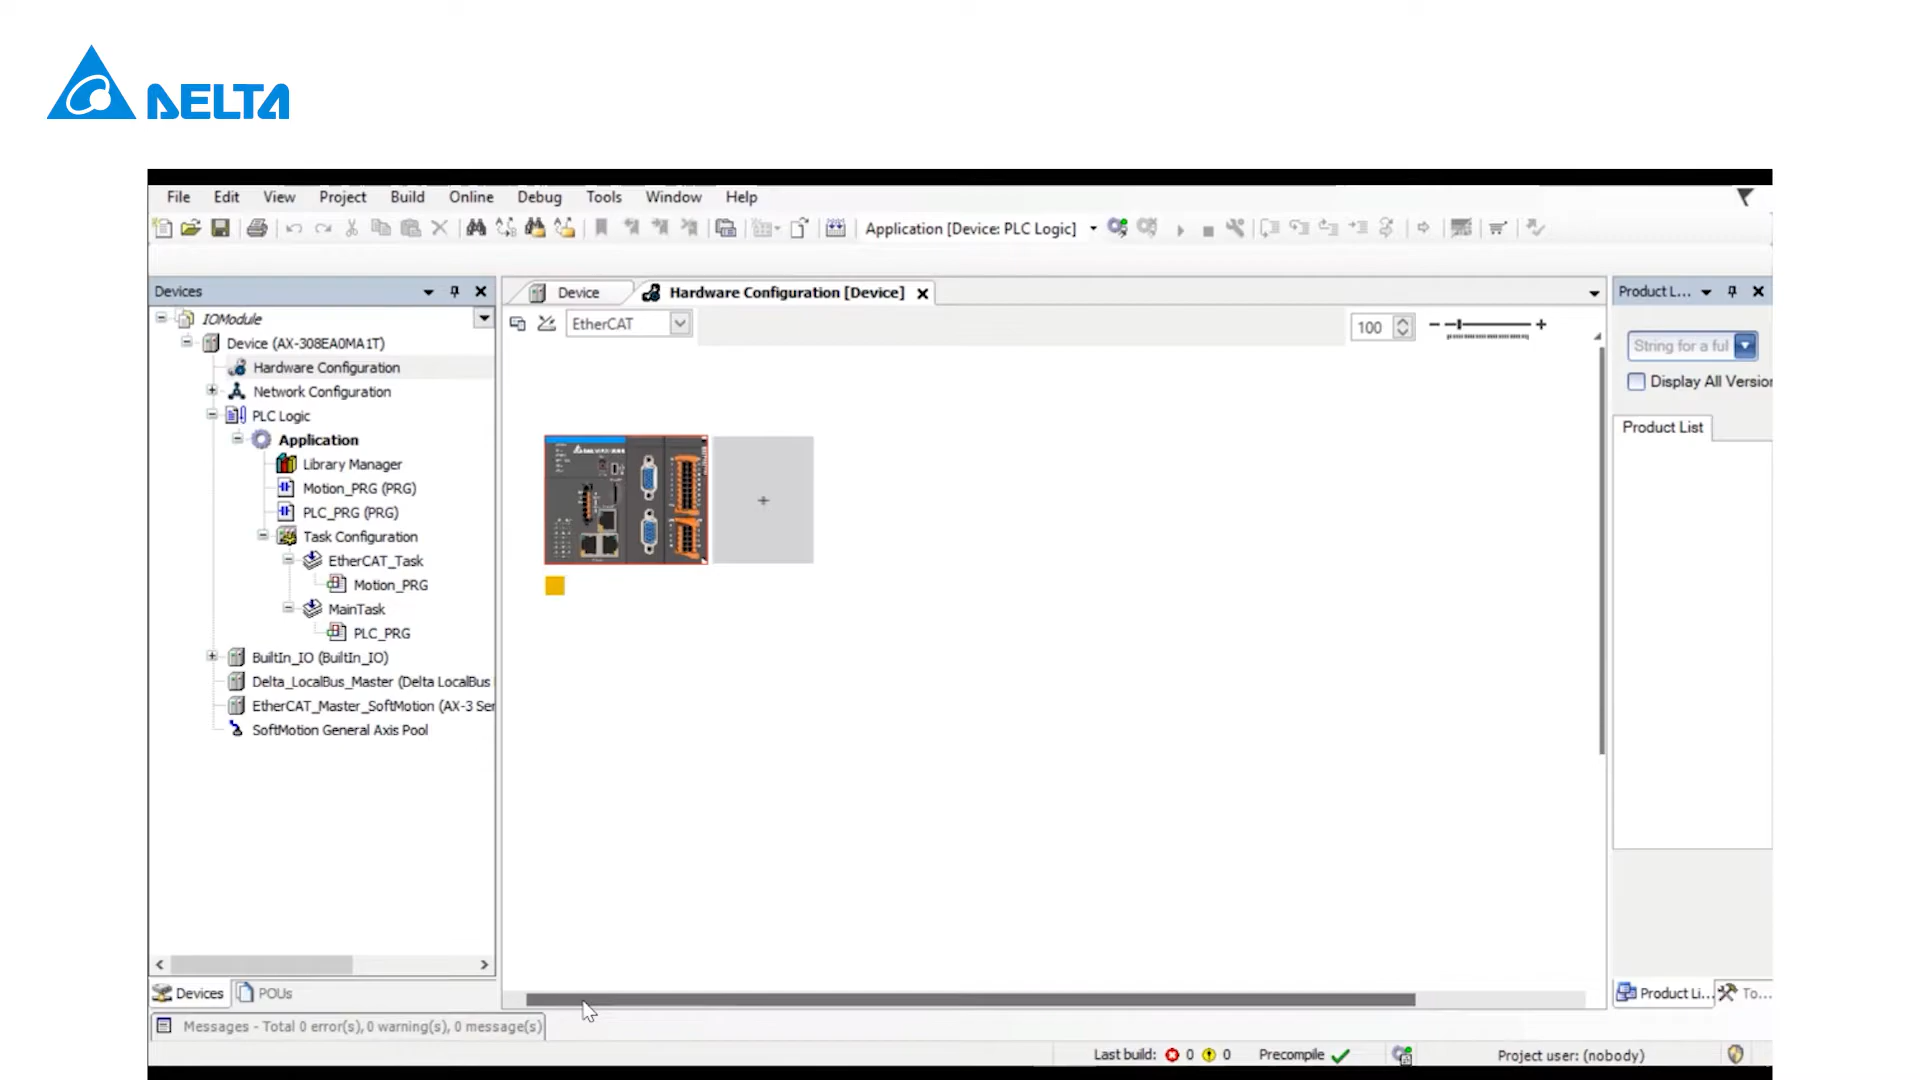 DELTA
File Edit View Project Build Online Debug Tools Window Help
Application [Device: PLC Logic]
Devices
IOModule
Device (AX-308EA0MA1T)
Hardware Configuration
Network Configuration
PLC Logic
Application
Library Manager
Motion_PRG (PRG)
PLC_PRG (PRG)
Task Configuration
EtherCAT_Task
Motion_PRG
MainTask
PLC_PRG
BuiltIn_IO (BuiltIn_IO)
Delta_LocalBus_Master (Delta LocalBus
EtherCAT_Master_SoftMotion (AX-3 Ser
SoftMotion General Axis Pool
Devices POUs
Device Hardware Configuration [Device]
EtherCAT
100
+
Product L...
String for a ful
Display All Version
Product List
Product Li... To...
Messages - Total 0 error(s), 0 warning(s), 0 message(s)
Last build: 0 0 Precompile
Project user: (nobody)